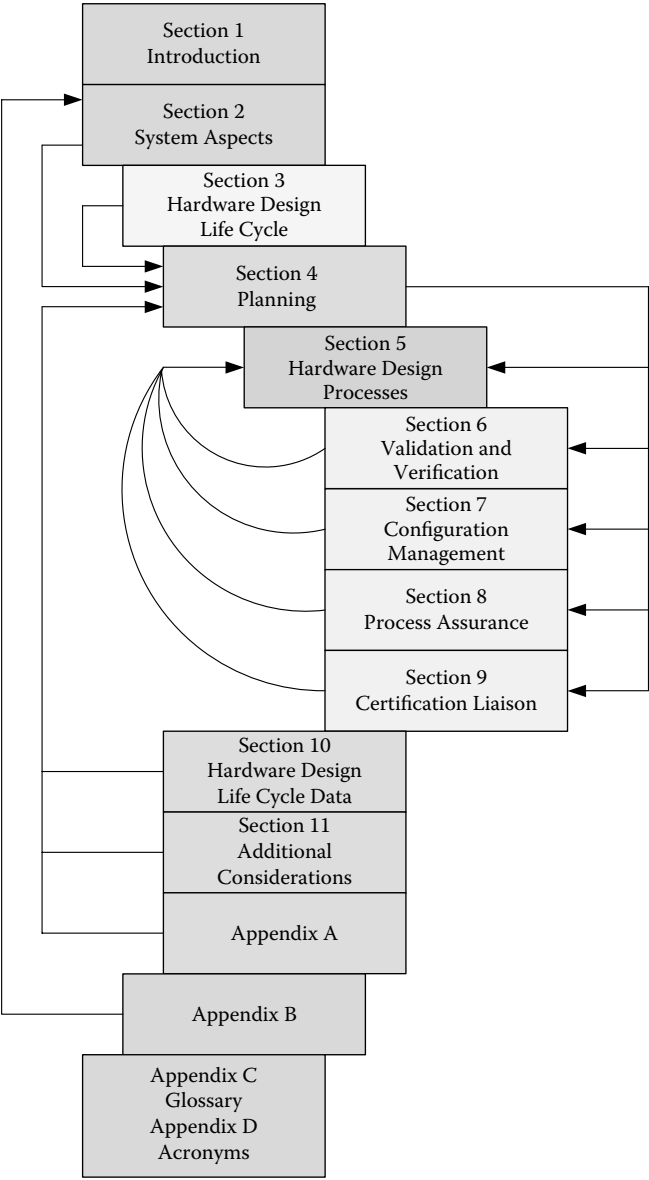 Section 1
Introduction
Section 2
System Aspects
Section 3
Hardware Design
Life Cycle
Section 4
Planning
Section 5
Hardware Design
Processes
Section 6
Validation and
Verification
Section 7
Configuration
Management
Section 8
Process Assurance
Section 9
Certification Liaison
Section 10
Hardware Design
Life Cycle Data
Section 11
Additional
Considerations
Appendix A
Appendix B
Appendix C
Glossary
Appendix D
Acronyms